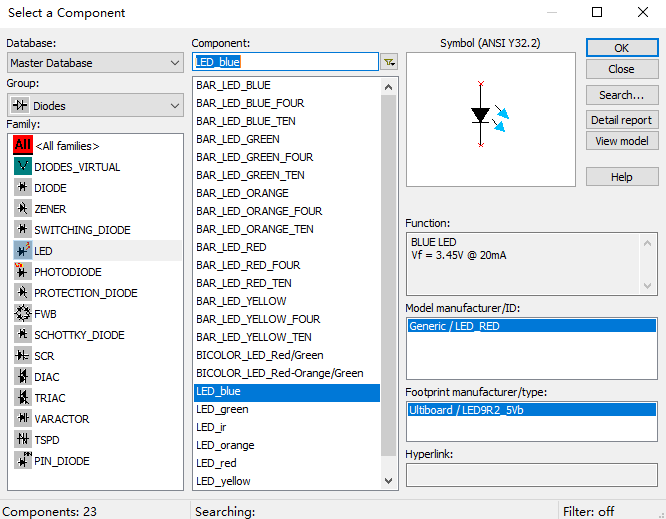 Select a Component
Database:
Master Database
Group:
Diodes
Family:
All <All families>
DIODES_VIRTUAL
DIODE
ZENER
SWITCHING_DIODE
LED
PHOTODIODE
PROTECTION_DIODE
FWB
SCHOTTKY_DIODE
SCR
DIAC
TRIAC
VARACTOR
TSPD
PIN_DIODE
Component:
LED_blue
BAR_LED_BLUE
BAR_LED_BLUE_FOUR
BAR_LED_BLUE_TEN
BAR_LED_GREEN
BAR_LED_GREEN_FOUR
BAR_LED_GREEN_TEN
BAR_LED_ORANGE
BAR_LED_ORANGE_FOUR
BAR_LED_ORANGE_TEN
BAR_LED_RED
BAR_LED_RED_FOUR
BAR_LED_RED_TEN
BAR_LED_YELLOW
BAR_LED_YELLOW_FOUR
BAR_LED_YELLOW_TEN
BICOLOR_LED_Red/Green
BICOLOR_LED_Red-Orange/Green
LED_blue
LED_green
LED_ir
LED_orange
LED_red
LED_yellow
Symbol (ANSI Y32.2)
Function:
BLUE LED
Vf = 3.45V @ 20mA
Model manufacturer/ID:
Generic / LED_RED
Footprint manufacturer/type:
Ultiboard / LED9R2_5Vb
Hyperlink:
OK
Close
Search...
Detail report
View model
Help
Components: 23
Searching:
Filter: off